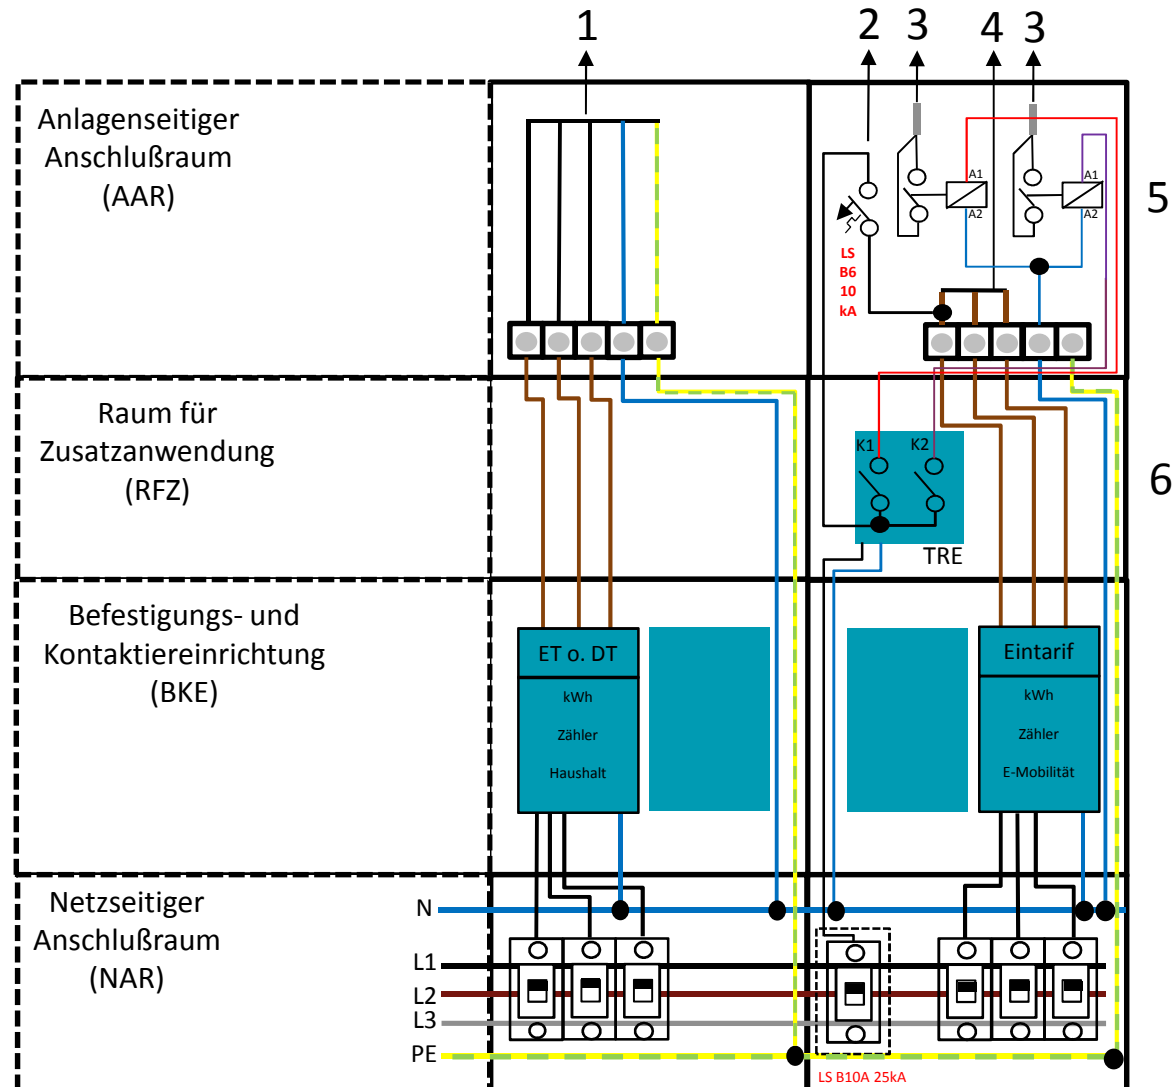 1
2
3
4
3
Anlagenseitiger
Anschlußraum
(AAR)
A1
A2
A1
A2
5
LS
B6
10
kA
Raum für
Zusatzanwendung
(RFZ)
K1
K2
TRE
6
Befestigungs- und
Kontaktiereinrichtung
(BKE)
ET o. DT
kWh
Zähler
Haushalt
Eintarif
kWh
Zähler
E-Mobilität
Netzseitiger
Anschlußraum
(NAR)
N
L1
L2
L3
PE
LS B10A 25kA